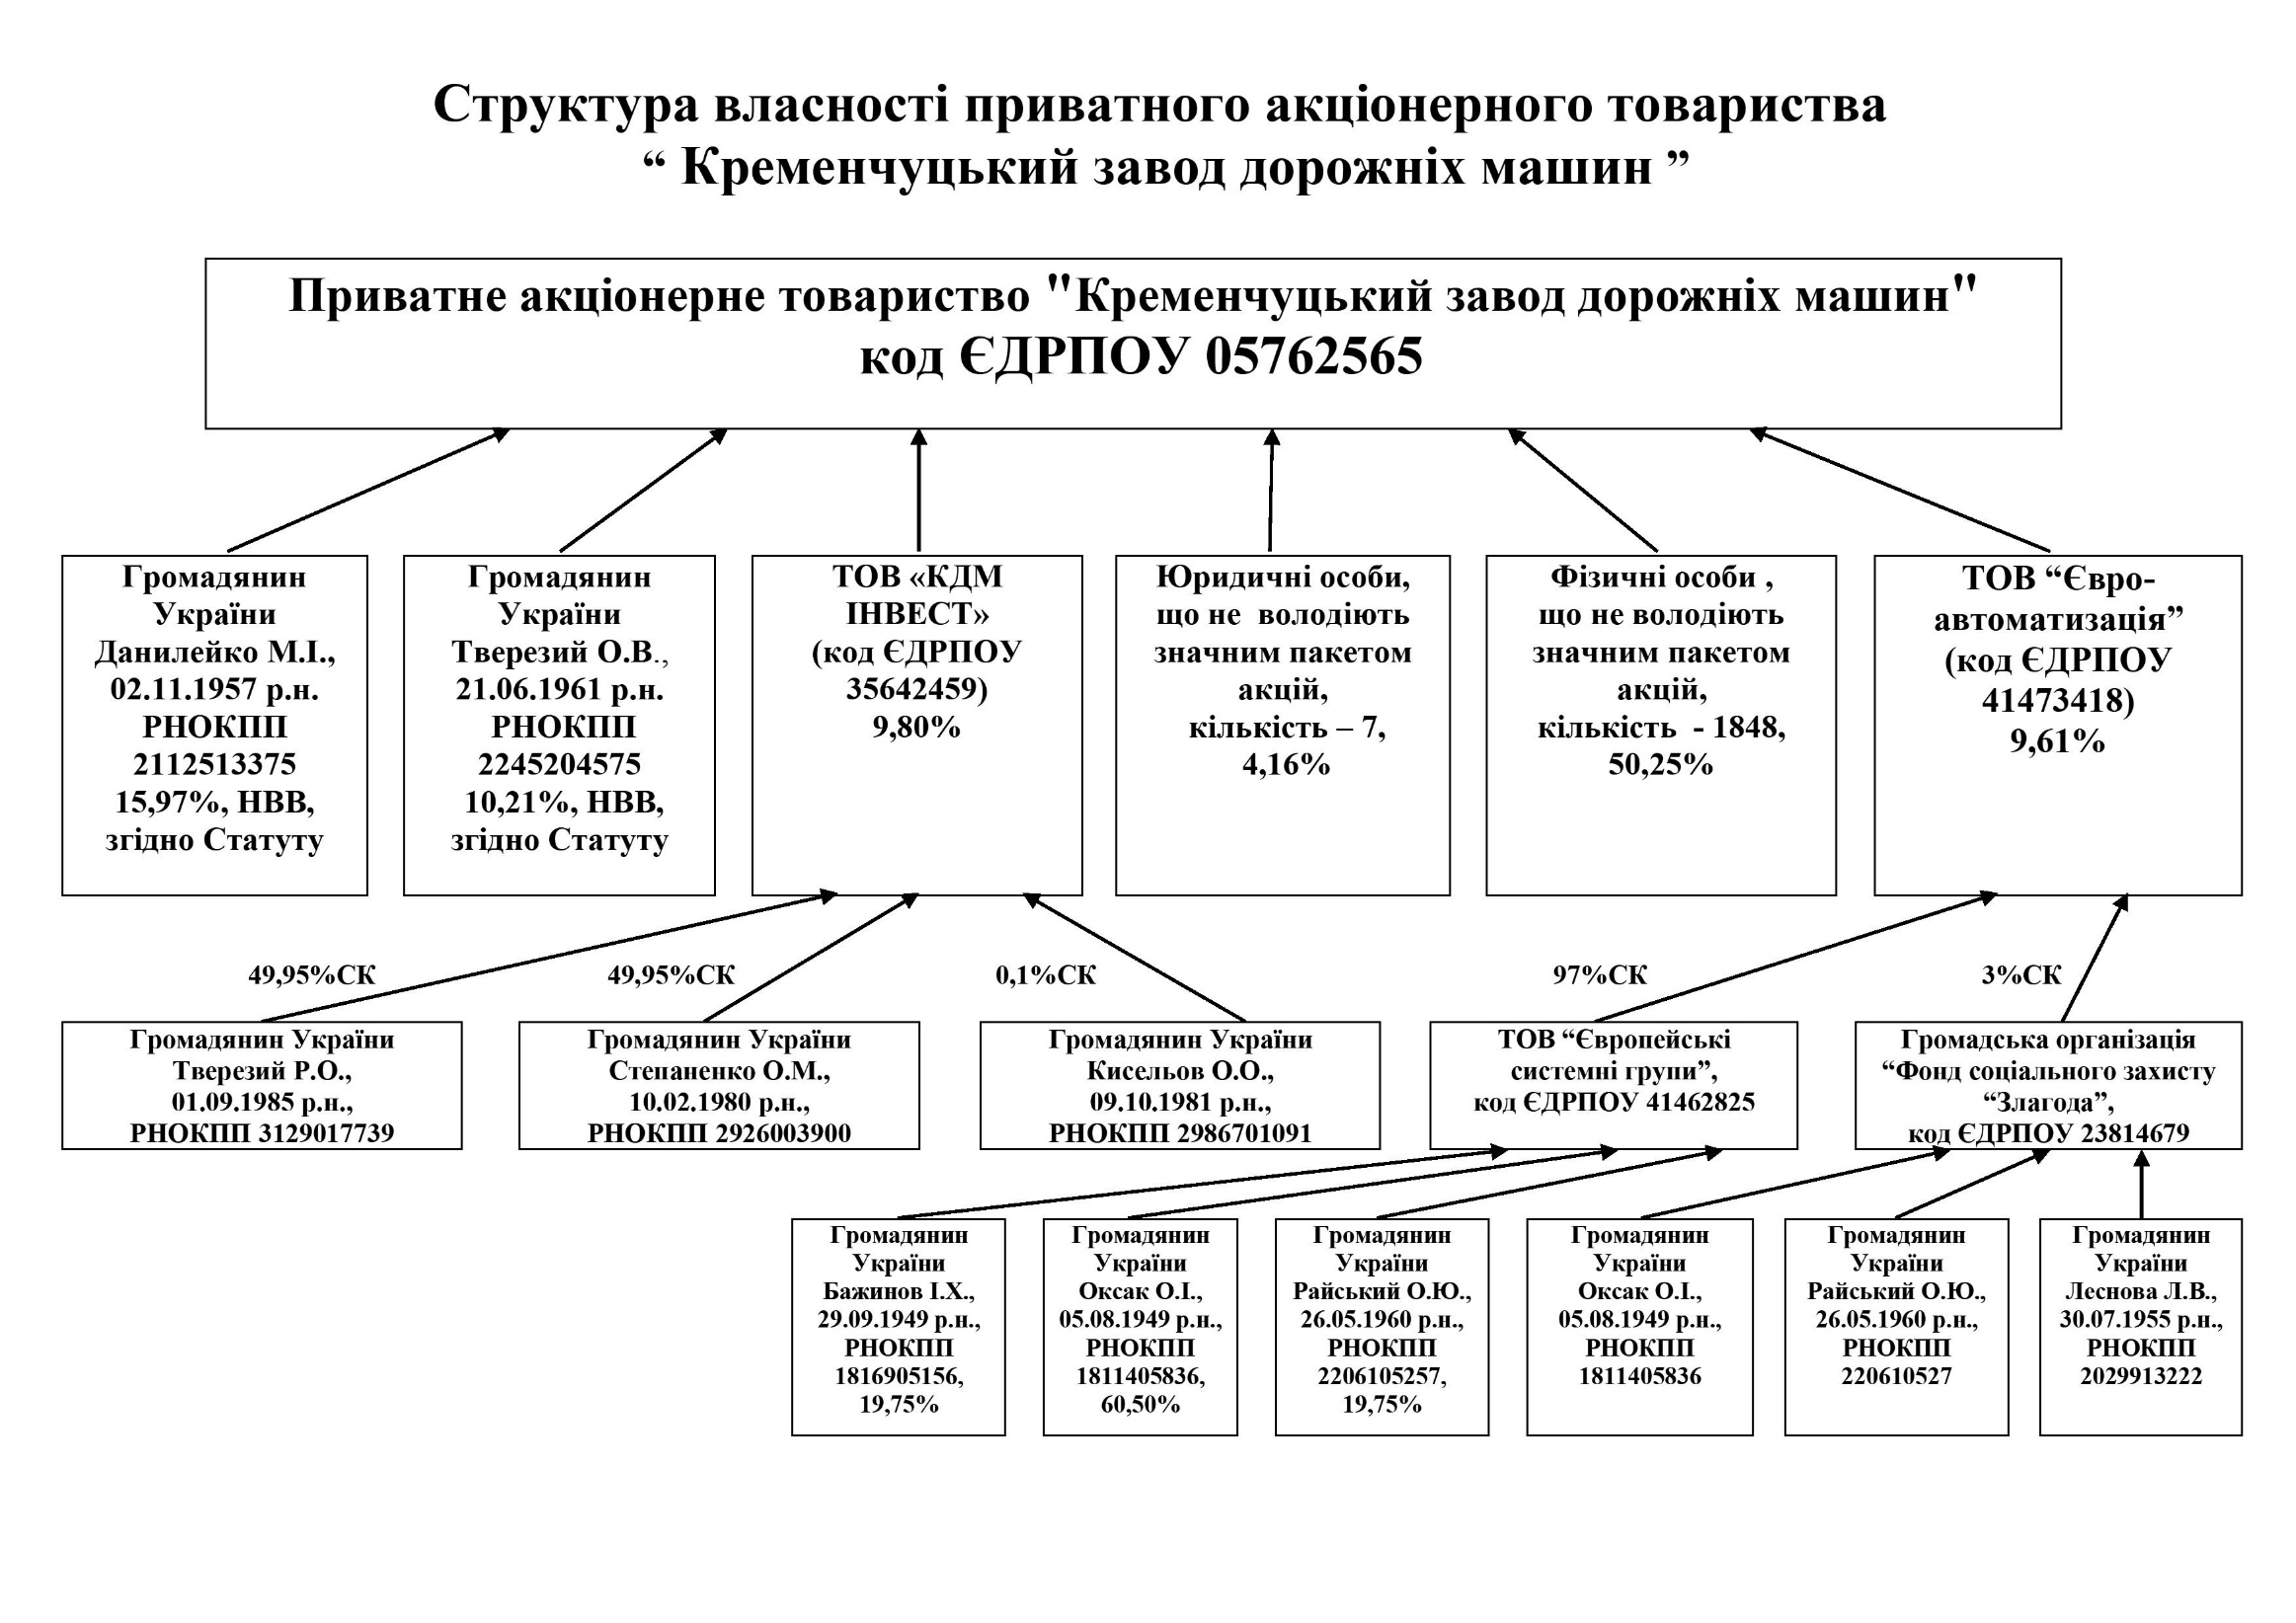 Структура власності приватного акціонерного товариства
“ Кременчуцький завод дорожніх машин ”
Приватне акціонерне товариство "Кременчуцький завод дорожніх машин"
код ЄДРПОУ 05762565
Громадянин
України
Данилейко М.І.,
02.11.1957 р.н.
РНОКПП
2112513375
15,97%, НВВ,
згідно Статуту
Громадянин
України
Тверезий О.В.,
21.06.1961 р.н.
РНОКПП
2245204575
10,21%, НВВ,
згідно Статуту
ТОВ «КДМ
ІНВЕСТ»
(код ЄДРПОУ
35642459)
9,80%
Юридичні особи,
що не  володіють
значним пакетом
акцій,
кількість – 7,
4,16%
Фізичні особи ,
що не володіють
значним пакетом
акцій,
кількість  - 1848,
50,25%
ТОВ “Євро-
автоматизація”
(код ЄДРПОУ
41473418)
9,61%
49,95%СК
49,95%СК
0,1%СК
97%СК
3%СК
Громадянин України
Тверезий Р.О.,
01.09.1985 р.н.,
РНОКПП 3129017739
Громадянин України
Степаненко О.М.,
10.02.1980 р.н.,
РНОКПП 2926003900
Громадянин України
Кисельов О.О.,
09.10.1981 р.н.,
РНОКПП 2986701091
ТОВ “Європейські
системні групи”,
код ЄДРПОУ 41462825
Громадська організація
“Фонд соціального захисту
“Злагода”,
код ЄДРПОУ 23814679
Громадянин
України
Бажинов І.Х.,
29.09.1949 р.н.,
РНОКПП
1816905156,
19,75%
Громадянин
України
Оксак О.І.,
05.08.1949 р.н.,
РНОКПП
1811405836,
60,50%
Громадянин
України
Райський О.Ю.,
26.05.1960 р.н.,
РНОКПП
2206105257,
19,75%
Громадянин
України
Оксак О.І.,
05.08.1949 р.н.,
РНОКПП
1811405836
Громадянин
України
Райський О.Ю.,
26.05.1960 р.н.,
РНОКПП
220610527
Громадянин
України
Леснова Л.В.,
30.07.1955 р.н.,
РНОКПП
2029913222